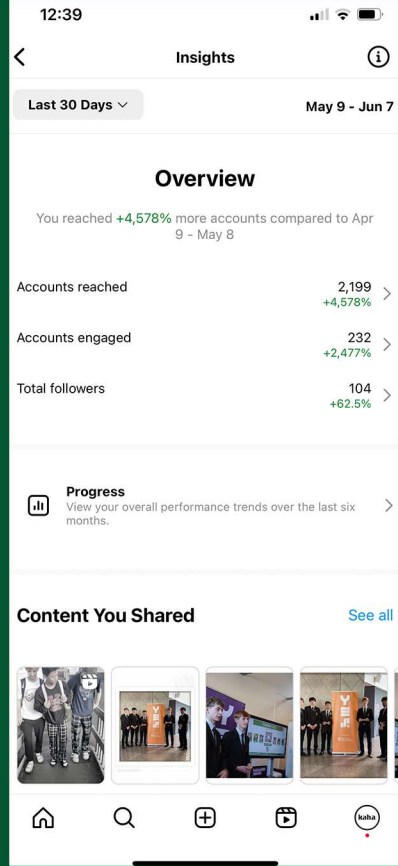 12:39
Insights
Last 30 Days
May 9 - Jun 7
Overview
You reached +4,578% more accounts compared to Apr
9 - May 8
Accounts reached
2,199
+4,578%
Accounts engaged
232
+2,477%
Total followers
104
+62.5%
Progress
View your overall performance trends over the last six
months.
Content You Shared
See all
kaha